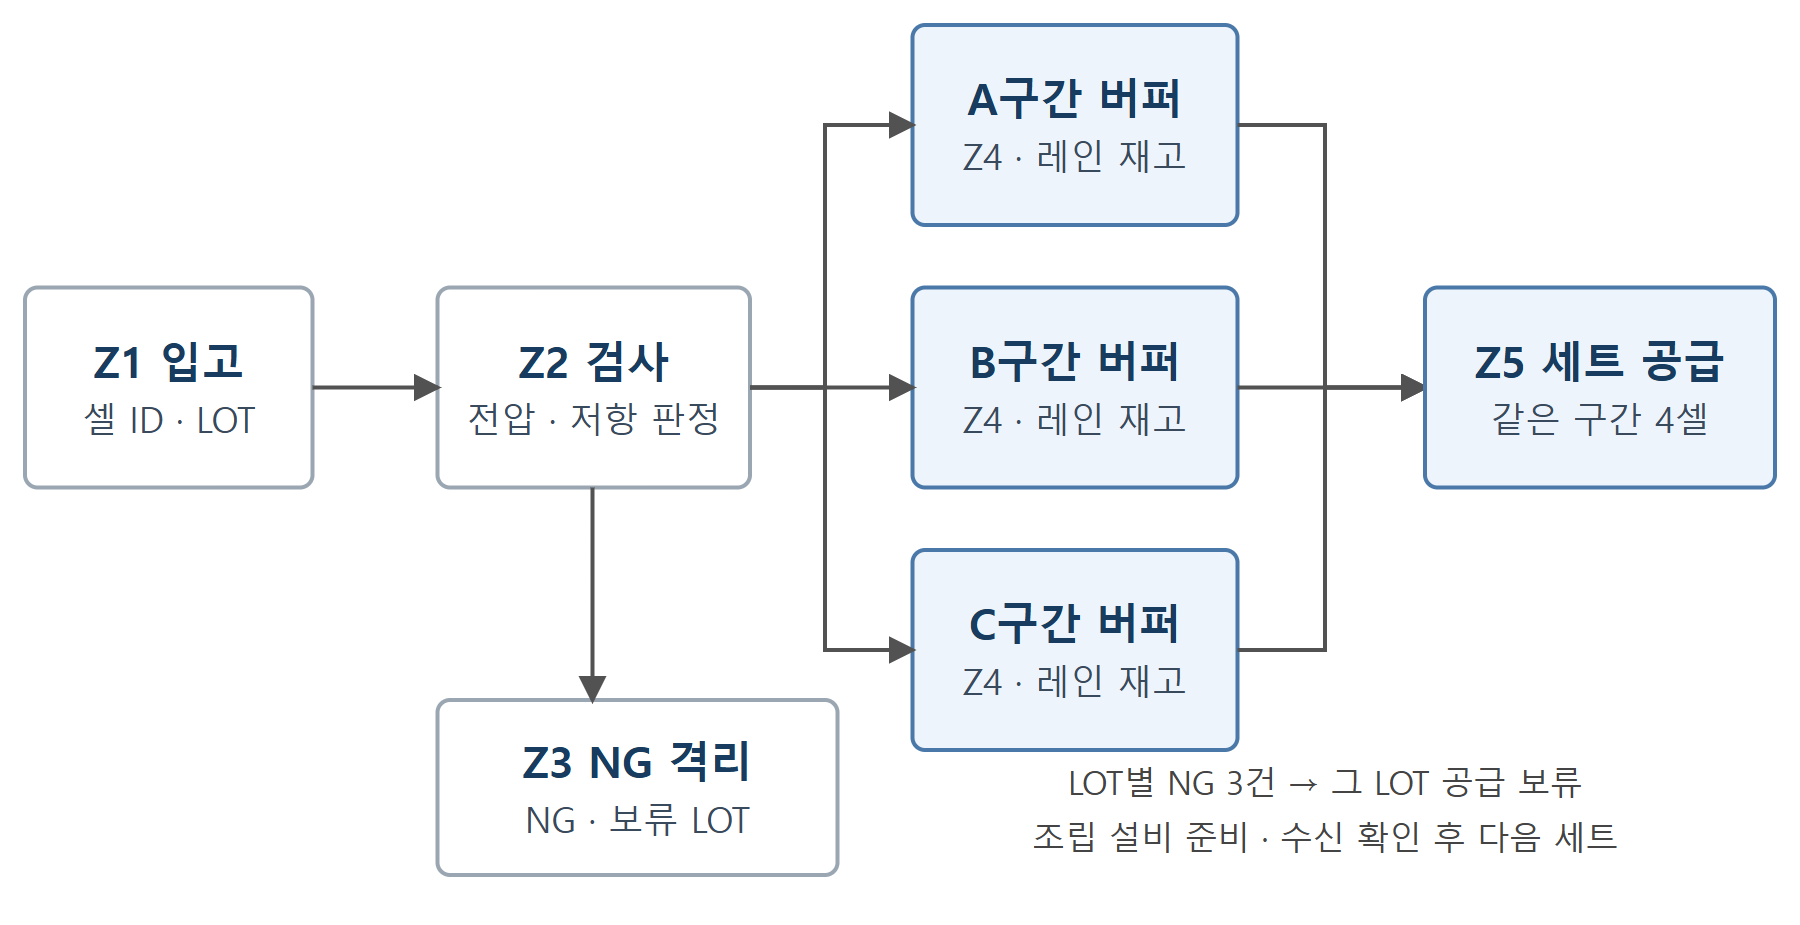 Z1 입고
셀 ID · LOT
Z2 검사
전압 · 저항 판정
Z3 NG 격리
NG · 보류 LOT
A구간 버퍼
Z4 · 레인 재고
B구간 버퍼
Z4 · 레인 재고
C구간 버퍼
Z4 · 레인 재고
Z5 세트 공급
같은 구간 4셀
LOT별 NG 3건 → 그 LOT 공급 보류
조립 설비 준비 · 수신 확인 후 다음 세트